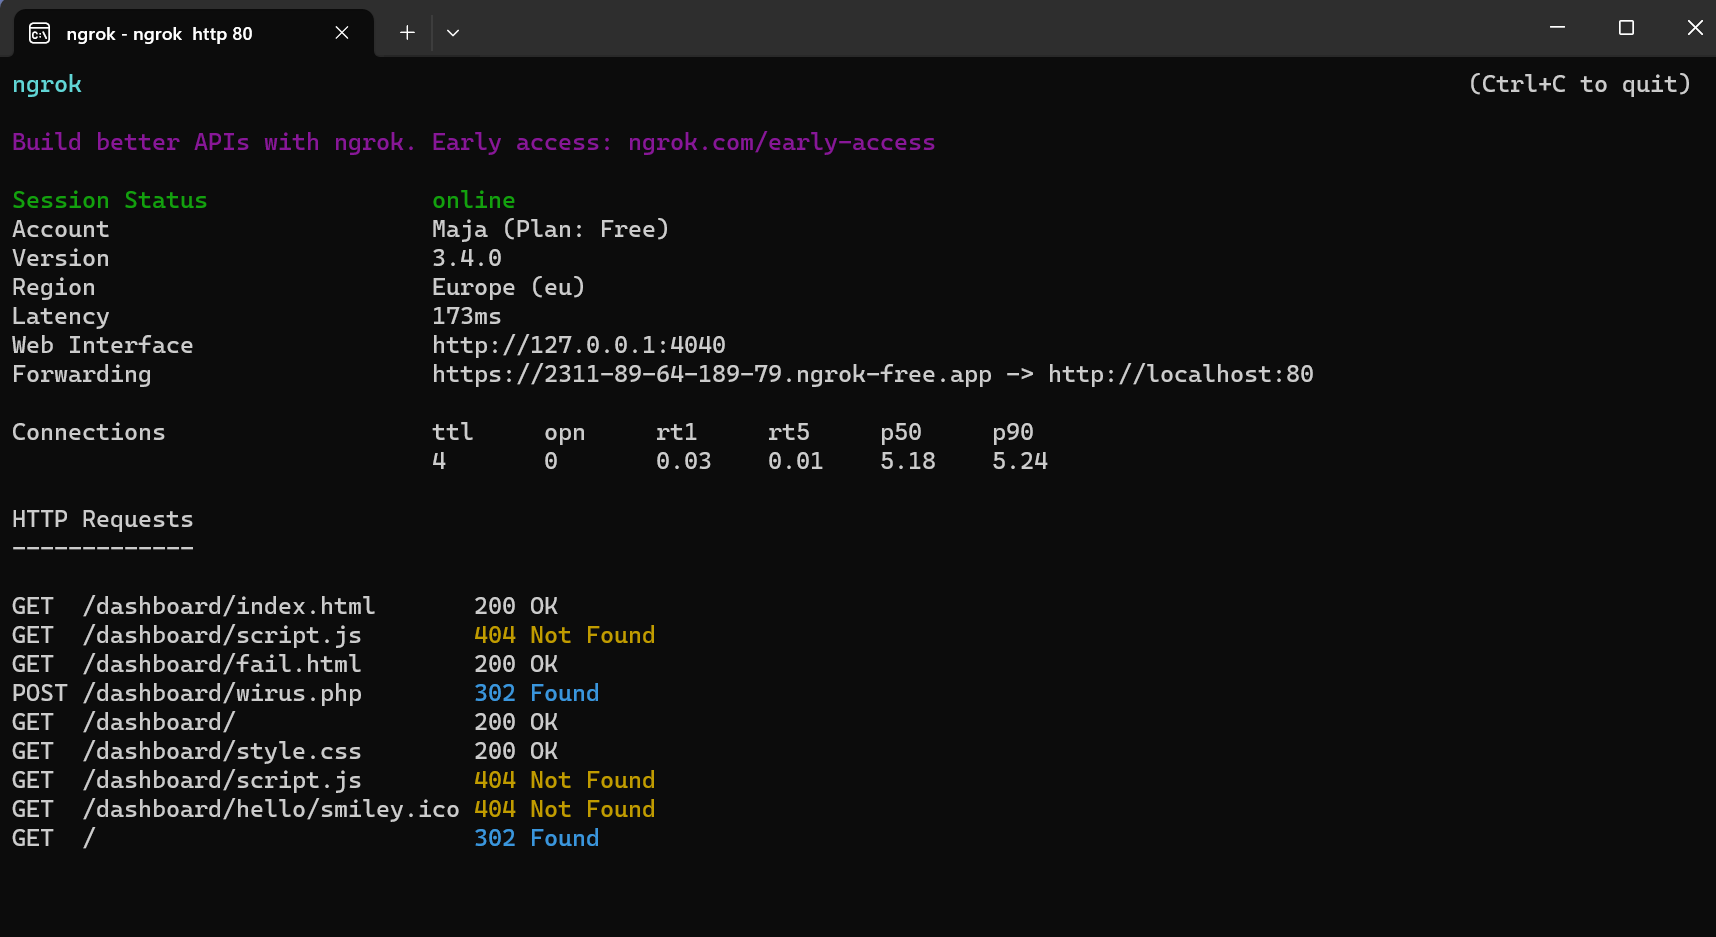 ngrok - ngrok  http 80
ngrok (Ctrl+C to quit)
Build better APIs with ngrok. Early access: ngrok.com/early-access
Session Status online
Account Maja (Plan: Free)
Version 3.4.0
Region Europe (eu)
Latency 173ms
Web Interface http://127.0.0.1:4040
Forwarding https://2311-89-64-189-79.ngrok-free.app -> http://localhost:80
Connections ttl opn rt1 rt5 p50 p90
4 0 0.03 0.01 5.18 5.24
HTTP Requests
-------------
GET /dashboard/index.html 200 OK
GET /dashboard/script.js 404 Not Found
GET /dashboard/fail.html 200 OK
POST /dashboard/wirus.php 302 Found
GET /dashboard/ 200 OK
GET /dashboard/style.css 200 OK
GET /dashboard/script.js 404 Not Found
GET /dashboard/hello/smiley.ico 404 Not Found
GET / 302 Found